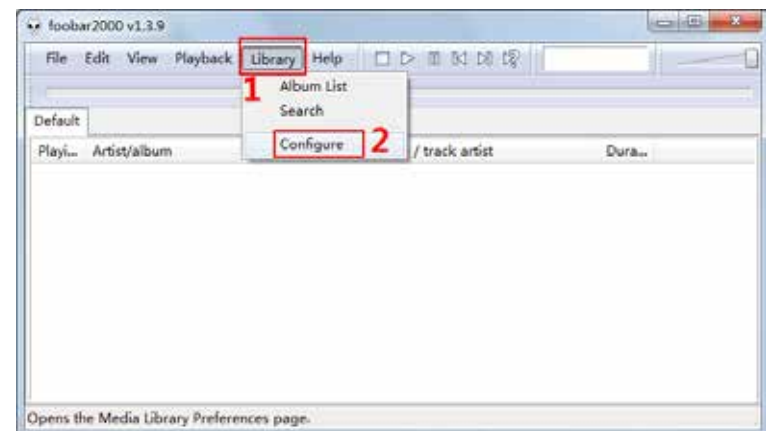 foobar2000 v1.3.9
File Edit View Playback Library Help
1 Album List
Search
Configure 2
Default
Playi... Artist/album / track artist Dura...
Opens the Media Library Preferences page.